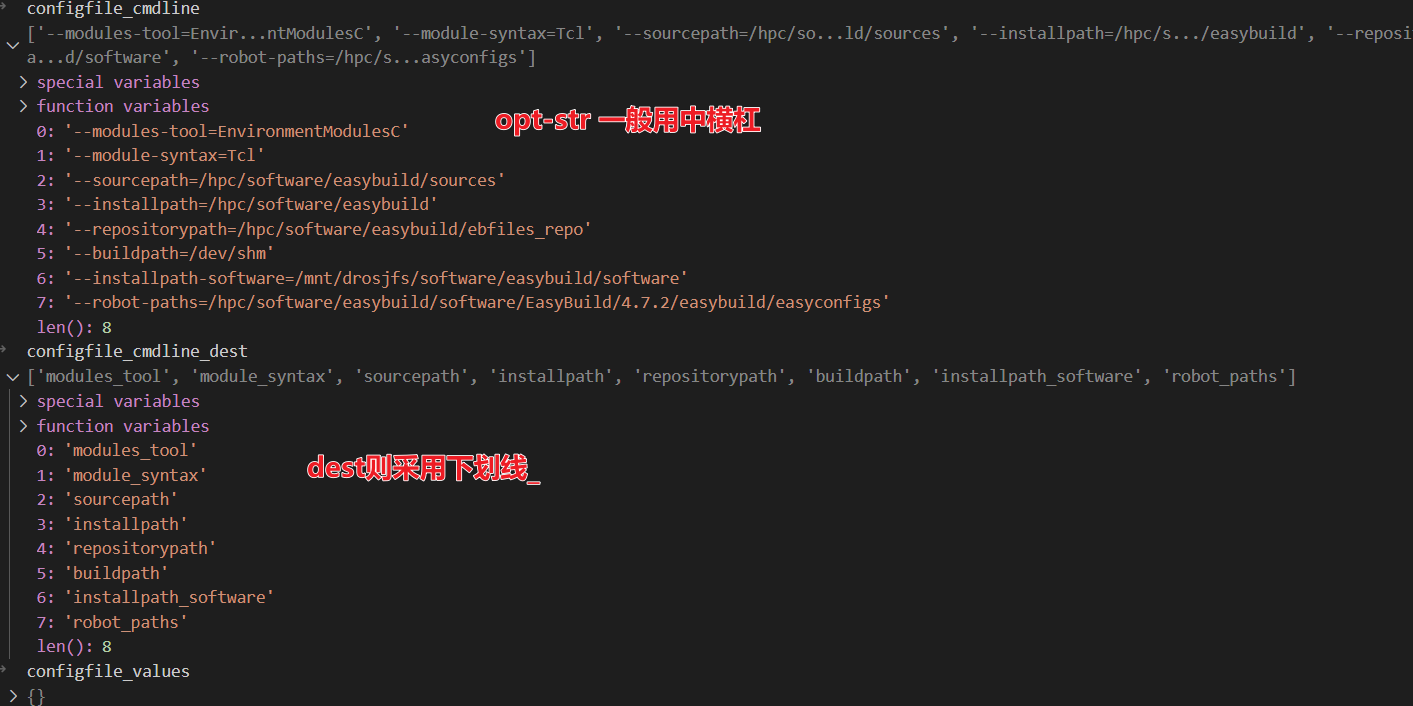 configfile_cmdline
['--modules-tool=Envir...ntModulesC', '--module-syntax=Tcl', '--sourcepath=/hpc/so...ld/sources', '--installpath=/hpc/s.../easybuild', '--reposi
a...d/software', '--robot-paths=/hpc/s...asyconfigs']
special variables
function variables
0: '--modules-tool=EnvironmentModulesC'
opt-str 一般用中横杠
1: '--module-syntax=Tcl'
2: '--sourcepath=/hpc/software/easybuild/sources'
3: '--installpath=/hpc/software/easybuild'
4: '--repositorypath=/hpc/software/easybuild/ebfiles_repo'
5: '--buildpath=/dev/shm'
6: '--installpath-software=/mnt/drosjfs/software/easybuild/software'
7: '--robot-paths=/hpc/software/easybuild/software/EasyBuild/4.7.2/easybuild/easyconfigs'
len(): 8
configfile_cmdline_dest
['modules_tool', 'module_syntax', 'sourcepath', 'installpath', 'repositorypath', 'buildpath', 'installpath_software', 'robot_paths']
special variables
function variables
0: 'modules_tool'
1: 'module_syntax'
dest则采用下划线_
2: 'sourcepath'
3: 'installpath'
4: 'repositorypath'
5: 'buildpath'
6: 'installpath_software'
7: 'robot_paths'
len(): 8
configfile_values
{}